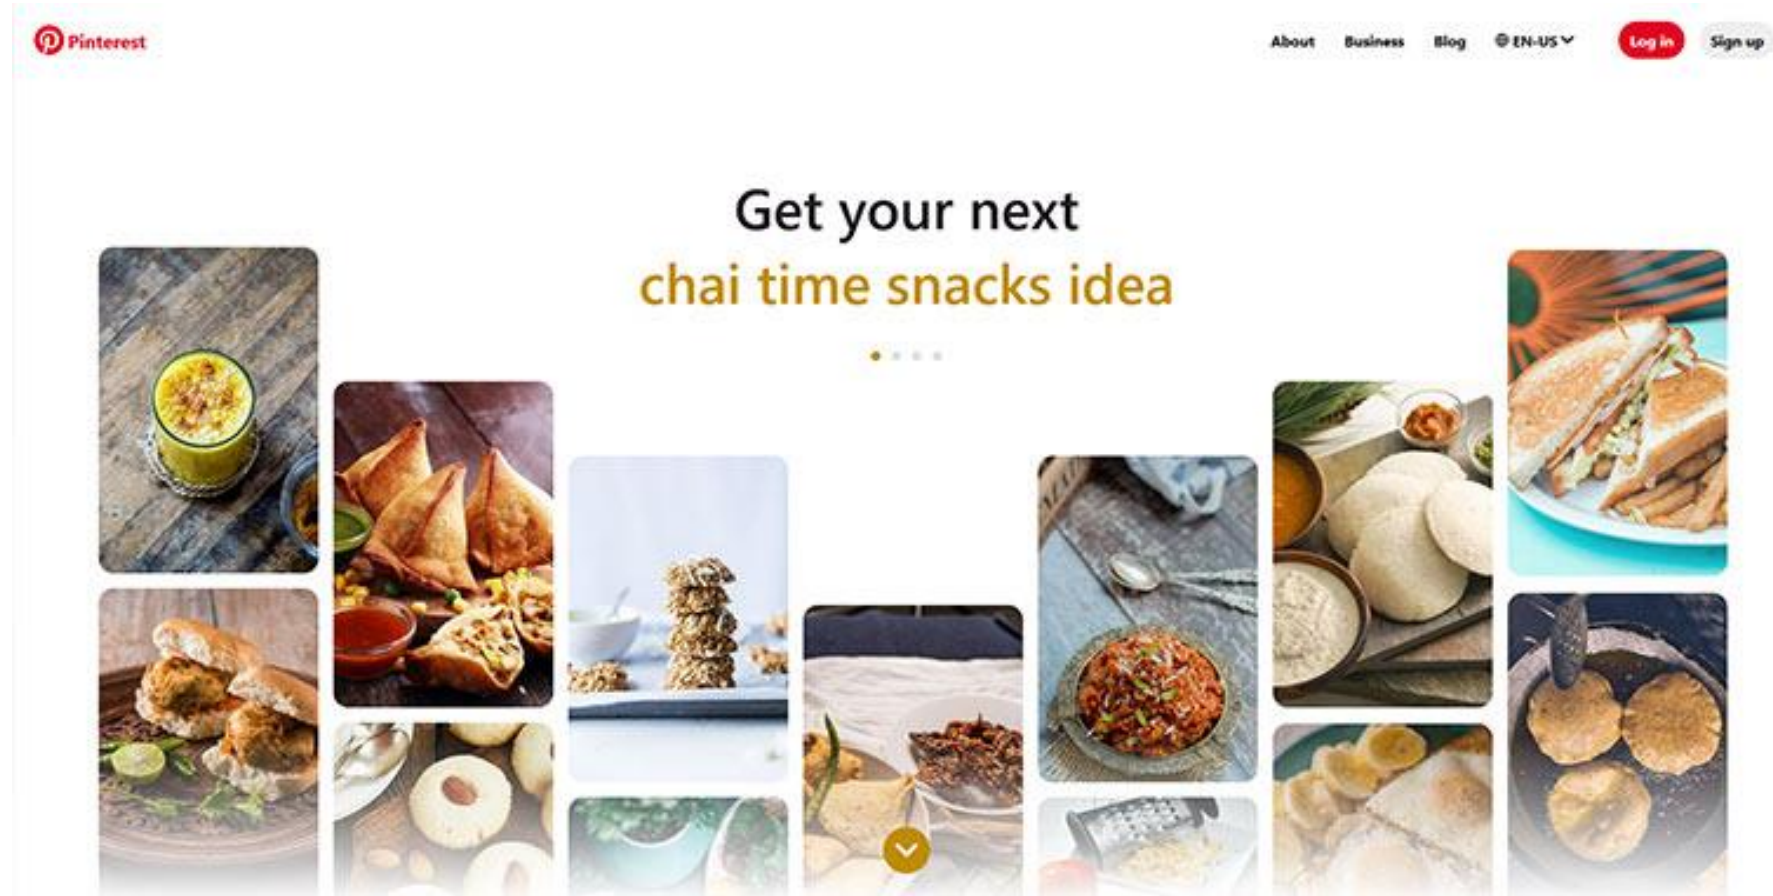 Pinterest
About Business Blog EN-US Log in Sign up
Get your next
chai time snacks idea